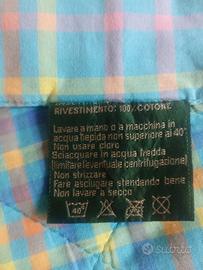 RIVESTIMENTO: 100% COTONE
Lavare a mano o a macchina in
acqua tiepida non superiore ai 40°
Non usare cloro
Sciacquare in acqua fredda
(limitare l'eventuale centrifugazione)
Non strizzare
Fare asciugare stendendo bene
Non lavare a secco
40°
Subito